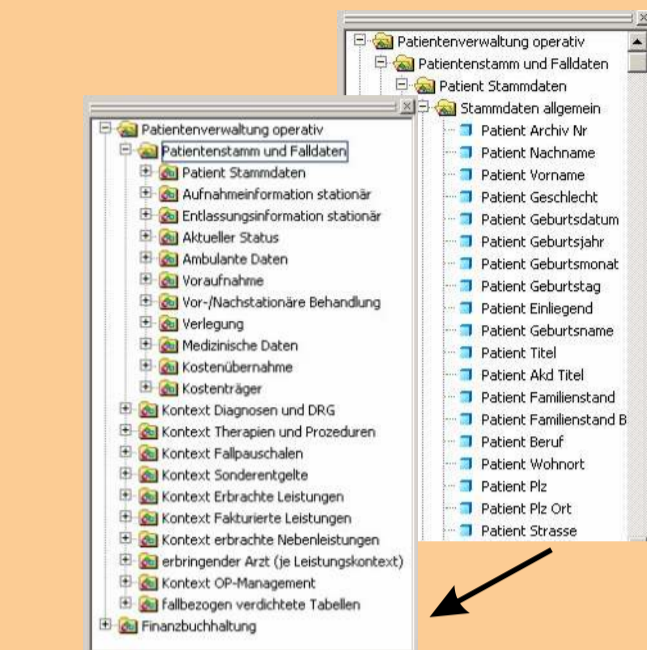 Patientenverwaltung operativ
Patientenstamm und Falldaten
Patient Stammdaten
Aufnahmeinformation stationär
Entlassungsinformation stationär
Aktueller Status
Ambulante Daten
Voraufnahme
Vor-/Nachstationäre Behandlung
Verlegung
Medizinische Daten
Kostenübernahme
Kostenträger
Kontext Diagnosen und DRG
Kontext Therapien und Prozeduren
Kontext Fallpauschalen
Kontext Sonderentgelte
Kontext Erbrachte Leistungen
Kontext Fakturierte Leistungen
Kontext erbrachte Nebenleistungen
erbringender Arzt (je Leistungskontext)
Kontext OP-Management
fallbezogen verdichtete Tabellen
Finanzbuchhaltung
Patientenverwaltung operativ
Patientenstamm und Falldaten
Patient Stammdaten
Stammdaten allgemein
Patient Archiv Nr
Patient Nachname
Patient Vorname
Patient Geschlecht
Patient Geburtsdatum
Patient Geburtsjahr
Patient Geburtsmonat
Patient Geburtstag
Patient Einliegend
Patient Geburtsname
Patient Titel
Patient Akd Titel
Patient Familienstand
Patient Familienstand B
Patient Beruf
Patient Wohnort
Patient Plz
Patient Plz Ort
Patient Strasse